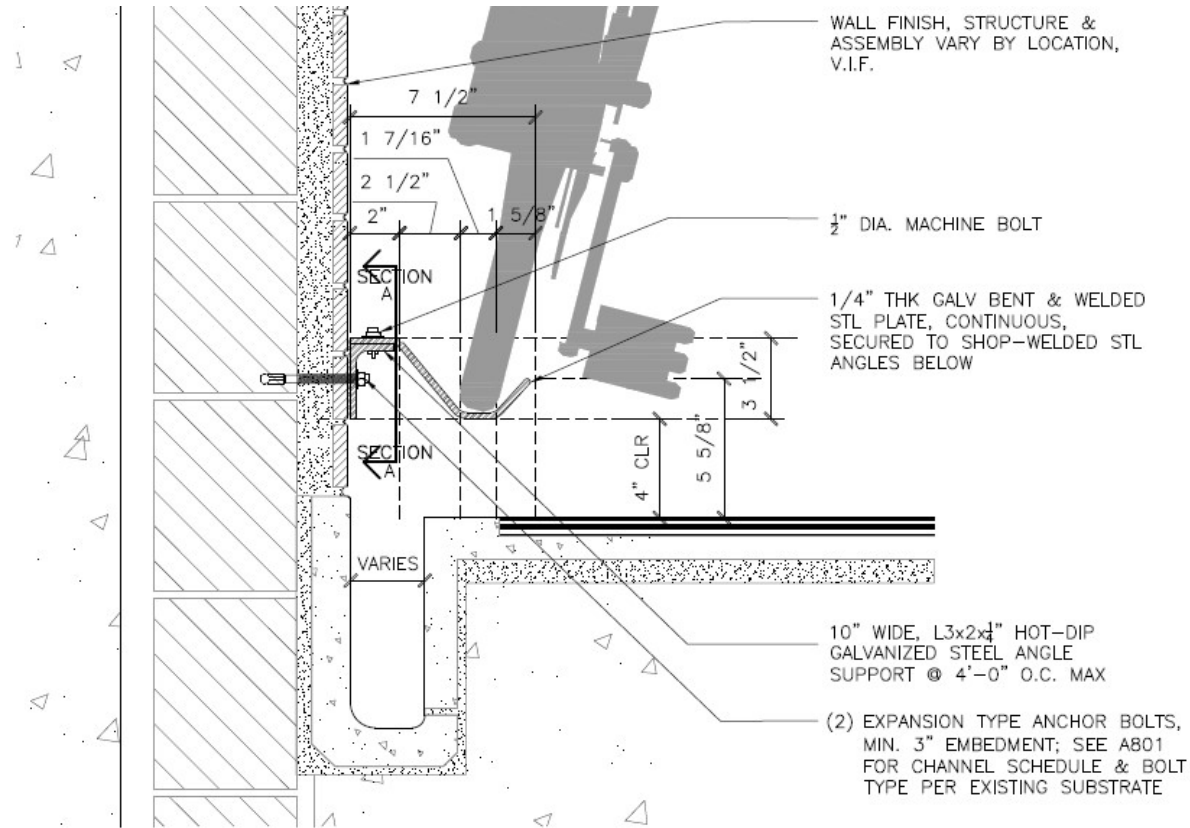 WALL FINISH, STRUCTURE &
ASSEMBLY VARY BY LOCATION,
V.I.F.
7 1/2"
1 7/16"
2 1/2"
2"
1 5/8"
SECTION
A
1/2" DIA. MACHINE BOLT
1/4" THK GALV BENT & WELDED
STL PLATE, CONTINUOUS,
SECURED TO SHOP-WELDED STL
ANGLES BELOW
3 1/2"
SECTION
A
4" CLR
5 5/8"
VARIES
10" WIDE, L3x2x1/4" HOT-DIP
GALVANIZED STEEL ANGLE
SUPPORT @ 4'-0" O.C. MAX
(2) EXPANSION TYPE ANCHOR BOLTS,
MIN. 3" EMBEDMENT; SEE A801
FOR CHANNEL SCHEDULE & BOLT
TYPE PER EXISTING SUBSTRATE